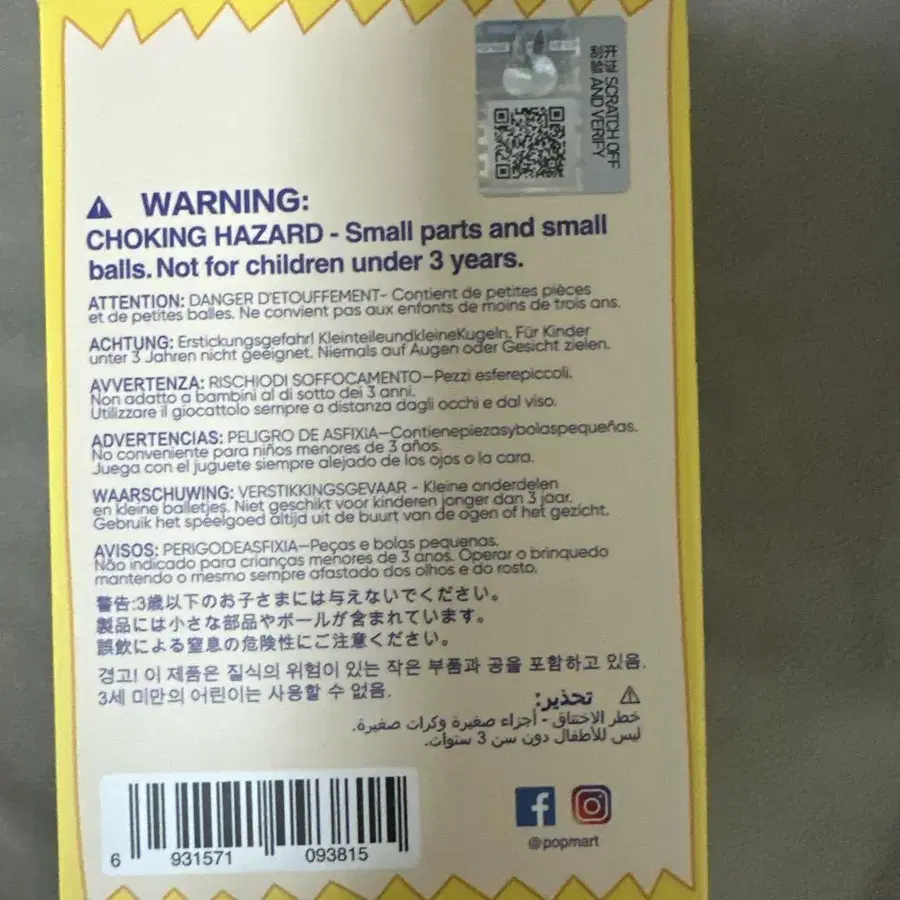 开涂 SCRATCH OFF
刮验 AND VERIFY
WARNING:
CHOKING HAZARD - Small parts and small
balls. Not for children under 3 years.
ATTENTION: DANGER D'ETOUFFEMENT- Contient de petites pièces
et de petites balles. Ne convient pas aux enfants de moins de trois ans.
ACHTUNG: Erstickungsgefahr! KleinteileundkleineKugeln. Für Kinder
unter 3 Jahren nicht geeignet. Niemals auf Augen oder Gesicht zielen.
AVVERTENZA: RISCHIODI SOFFOCAMENTO–Pezzi esferepiccoli.
Non adatto a bambini al di sotto dei 3 anni.
Utilizzare il giocattolo sempre a distanza dagli occhi e dal viso.
ADVERTENCIAS: PELIGRO DE ASFIXIA–Contienepiezasybolaspequeñas.
No conveniente para niños menores de 3 años.
Juega con el juguete siempre alejado de los ojos o la cara.
WAARSCHUWING: VERSTIKKINGSGEVAAR - Kleine onderdelen
en kleine balletjes. Niet geschikt voor kinderen jonger dan 3 jaar.
Gebruik het speelgoed altijd uit de buurt van de ogen of het gezicht.
AVISOS: PERIGODEASFIXIA–Peças e bolas pequenas.
Não indicado para crianças menores de 3 anos. Operar o brinquedo
mantendo o mesmo sempre afastado dos olhos e do rosto.
警告:3歳以下のお子さまには与えないでください。
製品には小さな部品やボールが含まれています。
誤飲による窒息の危険性にご注意ください。
경고! 이 제품은 질식의 위험이 있는 작은 부품과 공을 포함하고 있음.
3세 미만의 어린이는 사용할 수 없음.
تحذير:
خطر الاختناق - أجزاء صغيرة وكرات صغيرة.
ليس للأطفال دون سن 3 سنوات.
6 931571 093815
@popmart